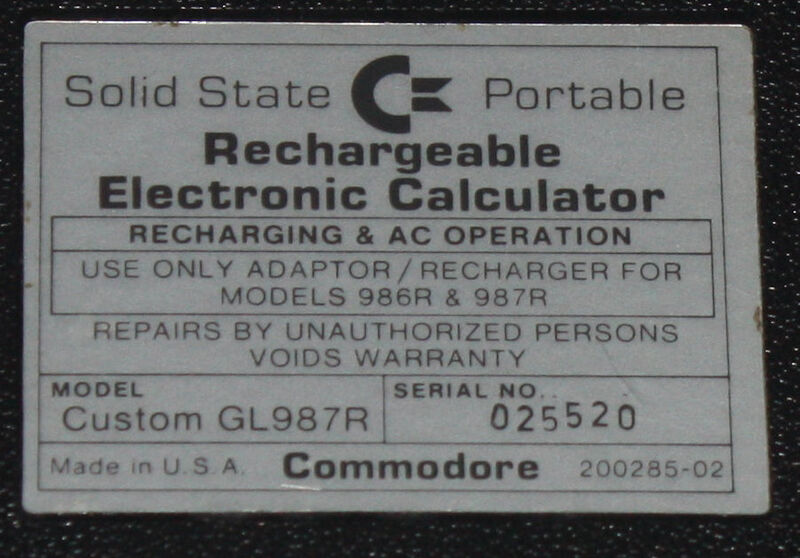 Solid State Portable
Rechargeable
Electronic Calculator
RECHARGING & AC OPERATION
USE ONLY ADAPTOR/RECHARGER FOR
MODELS 986R & 987R
REPAIRS BY UNAUTHORIZED PERSONS
VOIDS WARRANTY
MODEL SERIAL NO.
Custom GL987R 025520
Made in U.S.A. Commodore 200285-02